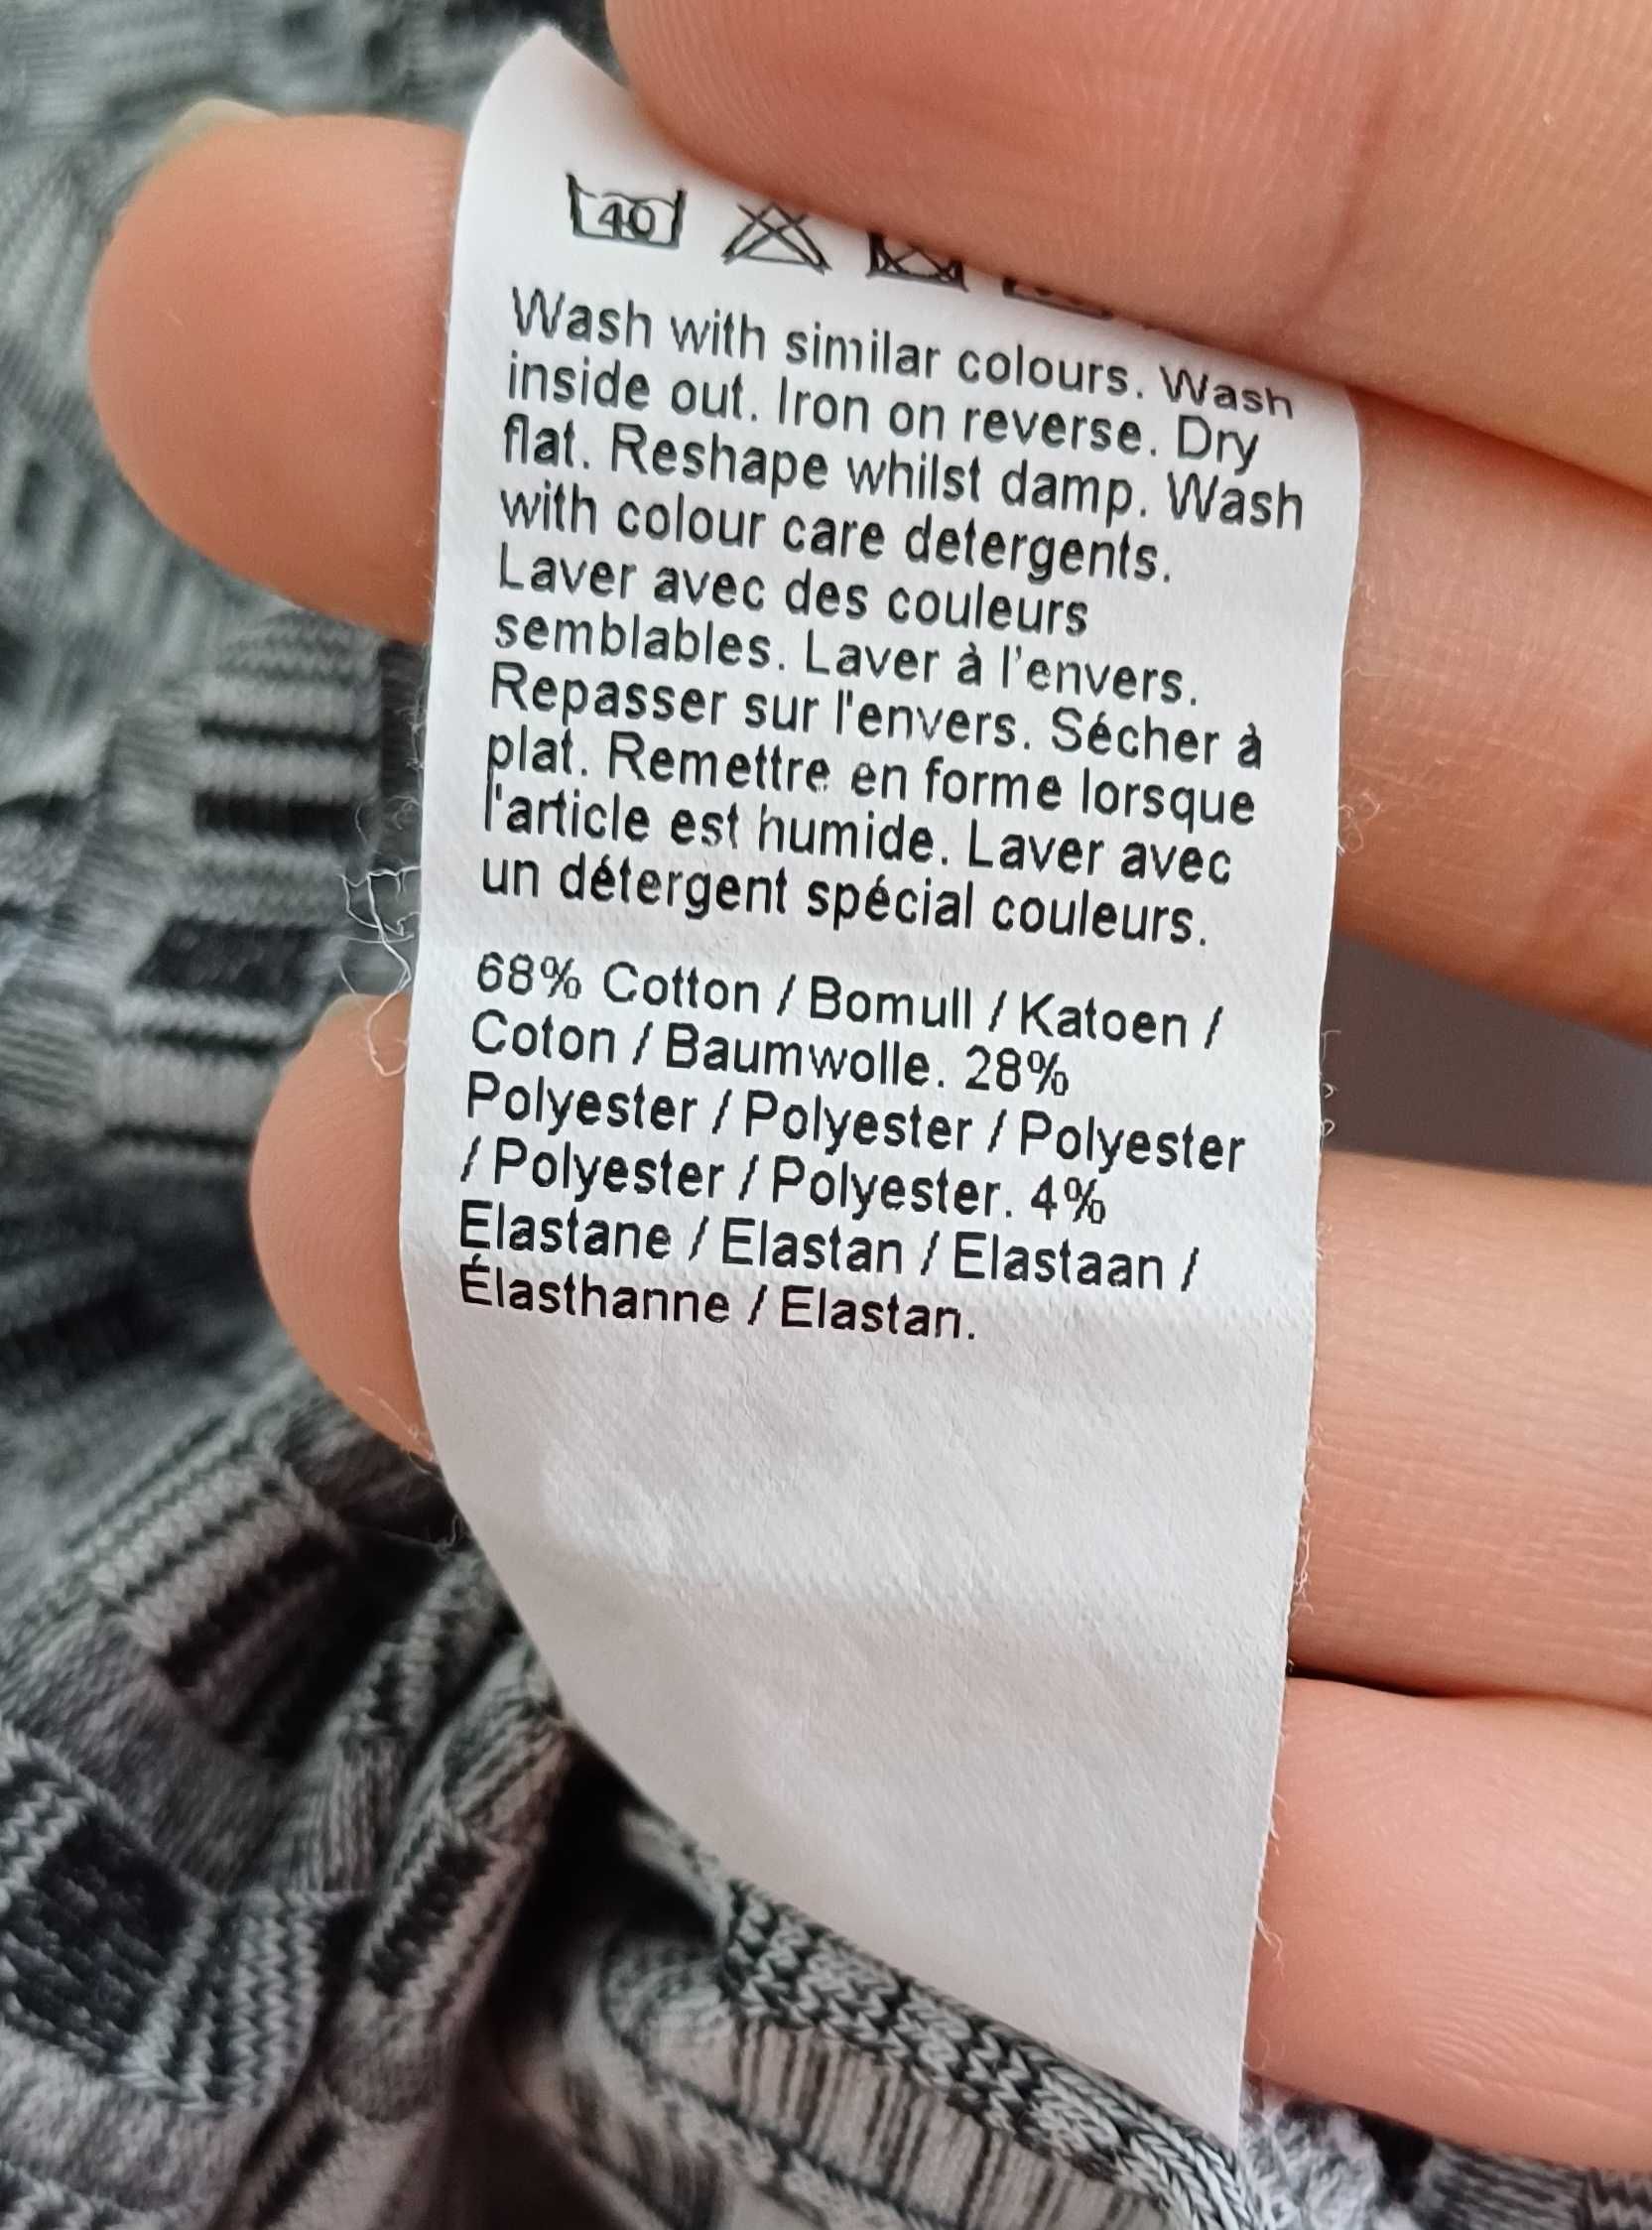 40
Wash with similar colours. Wash
inside out. Iron on reverse. Dry
flat. Reshape whilst damp. Wash
with colour care detergents.
Laver avec des couleurs
semblables. Laver à l'envers.
Repasser sur l'envers. Sécher à
plat. Remettre en forme lorsque
l'article est humide. Laver avec
un détergent spécial couleurs.
68% Cotton / Bomull / Katoen /
Coton / Baumwolle. 28%
Polyester / Polyester / Polyester
/ Polyester / Polyester. 4%
Elastane / Elastan / Elastaan /
Élasthanne / Elastan.